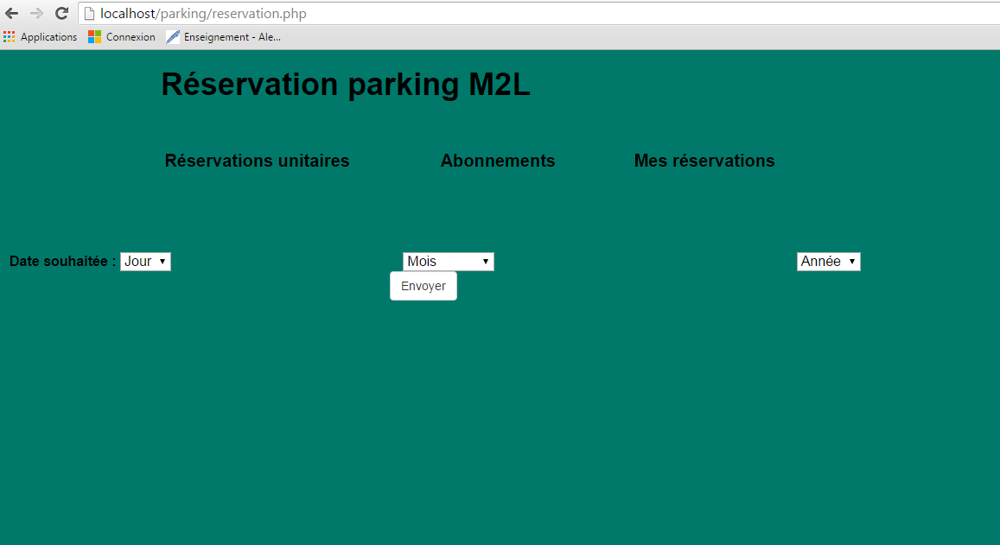 localhost/parking/reservation.php
Applications Connexion Enseignement - Ale...
Réservation parking M2L
Réservations unitaires Abonnements Mes réservations
Date souhaitée : Jour Mois Année
Envoyer